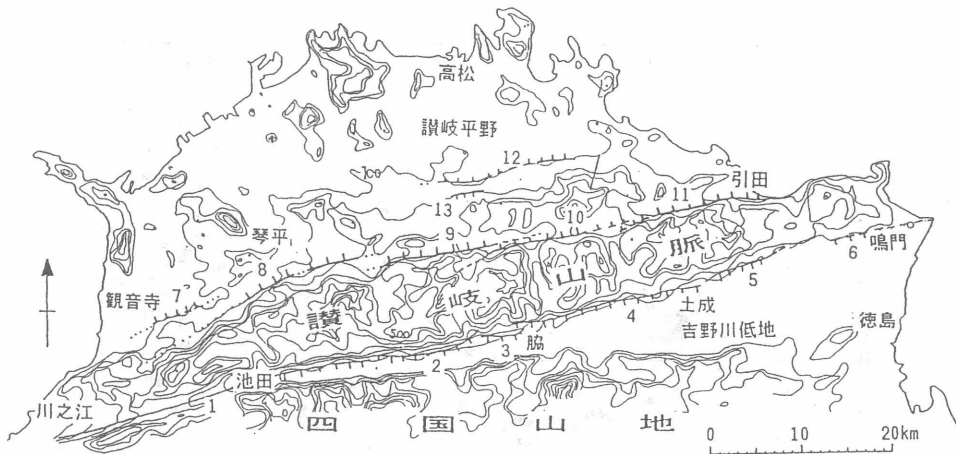 高松
讃岐平野
100
12
引田
13
11
10
琴平
9
脈
鳴門
8
山
6
観音寺
7
岐
5
讃
土成
500
4
吉野川低地
徳島
脇
3
池田
2
川之江
1
四国山地
0 10 20km